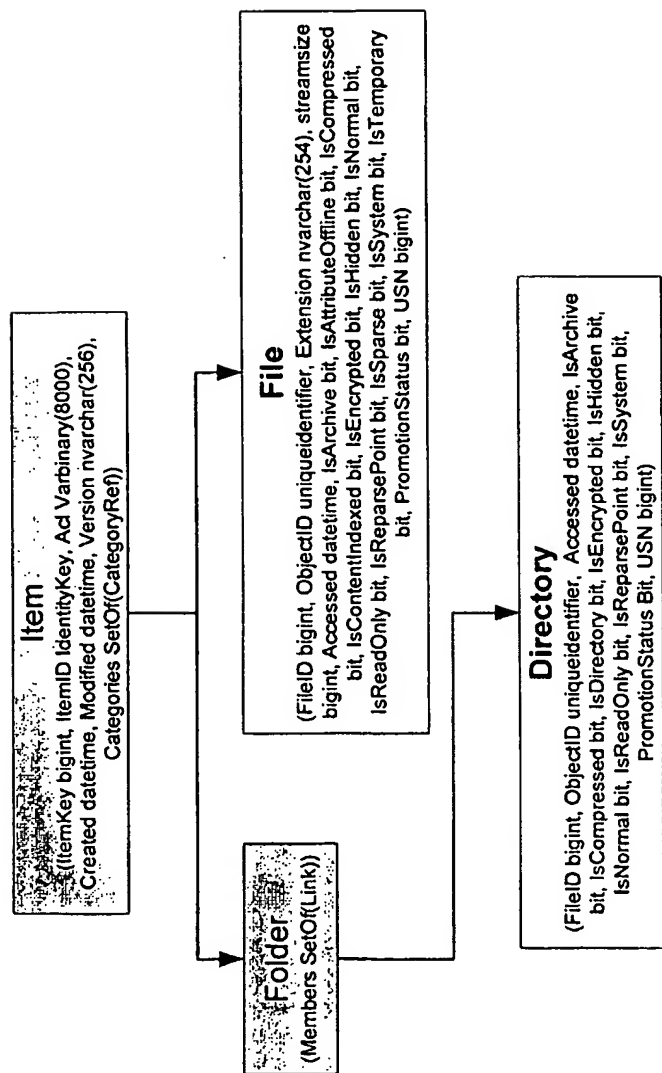 Item
(ItemKey bigint, ItemID IdentityKey, Acl Varbinary(8000),
Created datetime, Modified datetime, Version nvarchar(256),
Categories SetOf(CategoryRef))
Folder
(Members SetOf(Link))
File
(FileID bigint, ObjectID uniqueidentifier, Extension nvarchar(254), streamsize
bigint, Accessed datetime, IsArchive bit, IsAttributeOffline bit, IsCompressed
bit, IsContentIndexed bit, IsEncrypted bit, IsHidden bit, IsNormal bit,
IsReadOnly bit, IsReparsePoint bit, IsSparse bit, IsSystem bit, IsTemporary
bit, PromotionStatus bit, USN bigint)
Directory
(FileID bigint, ObjectID uniqueidentifier, Accessed datetime, IsArchive
bit, IsCompressed bit, IsDirectory bit, IsEncrypted bit, IsHidden bit,
IsNormal bit, IsReadOnly bit, IsReparsePoint bit, IsSystem bit,
PromotionStatus Bit, USN bigint)